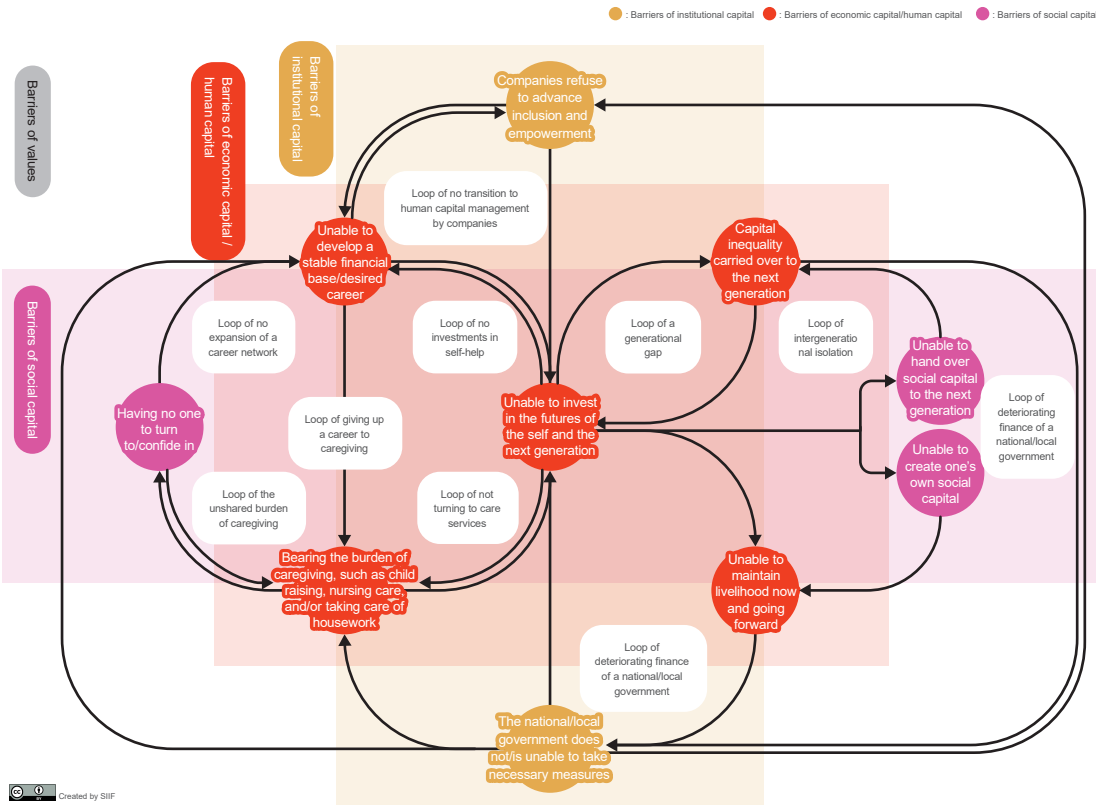 : Barriers of institutional capital
: Barriers of economic capital/human capital
: Barriers of social capital
Barriers of values
Barriers of economic capital /
human capital
Barriers of
institutional capital
Barriers of social capital
Companies refuse
to advance
inclusion and
empowerment
Loop of no transition to
human capital management
by companies
Unable to
develop a
stable financial
base/desired
career
Capital
inequality
carried over to
the next
generation
Loop of no
expansion of a
career network
Loop of no
investments in
self-help
Loop of a
generational
gap
Loop of
intergeneratio
nal isolation
Unable to
hand over
social capital
to the next
generation
Loop of
deteriorating
finance of a
national/local
government
Having no one
to turn
to/confide in
Loop of giving up
a career to
caregiving
Unable to invest
in the futures of
the self and the
next generation
Unable to
create one's
own social
capital
Loop of the
unshared burden
of caregiving
Loop of not
turning to care
services
Bearing the burden of
caregiving, such as child
raising, nursing care,
and/or taking care of
housework
Unable to
maintain
livelihood now
and going
forward
Loop of
deteriorating finance
of a national/local
government
The national/local
government does
not/is unable to take
necessary measures
cc
BY
Created by SIIF